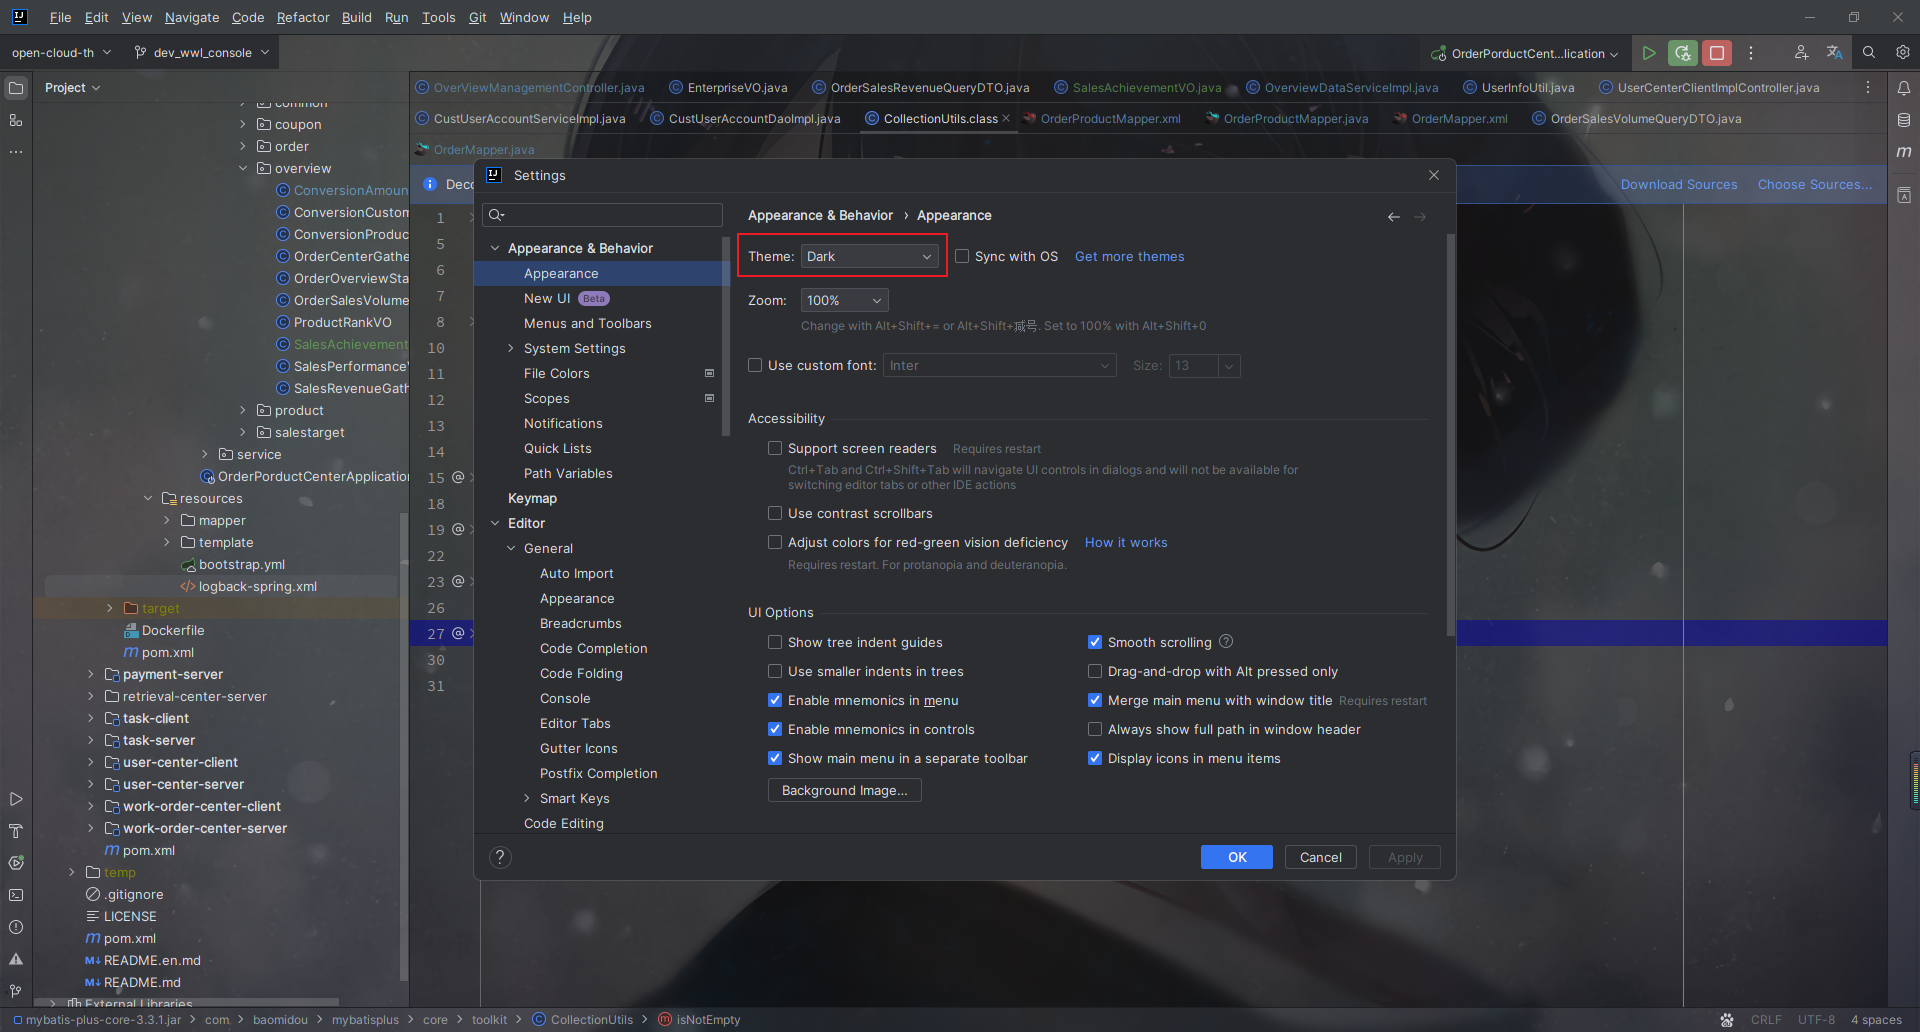 File Edit View Navigate Code Refactor Build Run Tools Git Window Help
open-cloud-th dev_wwl_console OrderPorductCent...lication
Project
common
coupon
order
overview
ConversionAmoun
ConversionCustom
ConversionProduc
OrderCenterGathe
OrderOverviewSta
OrderSalesVolume
ProductRankVO
SalesAchievement
SalesPerformance
SalesRevenueGath
product
salestarget
service
OrderPorductCenterApplication
resources
mapper
template
bootstrap.yml
logback-spring.xml
target
Dockerfile
pom.xml
payment-server
retrieval-center-server
task-client
task-server
user-center-client
user-center-server
work-order-center-client
work-order-center-server
pom.xml
temp
.gitignore
LICENSE
pom.xml
README.en.md
README.md
External Libraries
OverViewManagementController.java EnterpriseVO.java OrderSalesRevenueQueryDTO.java SalesAchievementVO.java OverviewDataServiceImpl.java UserInfoUtil.java UserCenterClientImplController.java
CustUserAccountServiceImpl.java CustUserAccountDaoImpl.java CollectionUtils.class OrderProductMapper.xml OrderProductMapper.java OrderMapper.xml OrderSalesVolumeQueryDTO.java
OrderMapper.java
Deco Download Sources Choose Sources...
1
5
6
7
8
10
11
12
13
14
15 @
18
19 @
22
23 @
26
27 @
30
31
Settings
Appearance & Behavior
Appearance
New UI Beta
Menus and Toolbars
System Settings
File Colors
Scopes
Notifications
Quick Lists
Path Variables
Keymap
Editor
General
Auto Import
Appearance
Breadcrumbs
Code Completion
Code Folding
Console
Editor Tabs
Gutter Icons
Postfix Completion
Smart Keys
Code Editing
Appearance & Behavior › Appearance
Theme: Dark Sync with OS Get more themes
Zoom: 100%
Change with Alt+Shift+= or Alt+Shift+减号. Set to 100% with Alt+Shift+0
Use custom font: Inter Size: 13
Accessibility
Support screen readers Requires restart
Ctrl+Tab and Ctrl+Shift+Tab will navigate UI controls in dialogs and will not be available for
switching editor tabs or other IDE actions
Use contrast scrollbars
Adjust colors for red-green vision deficiency How it works
Requires restart. For protanopia and deuteranopia.
UI Options
Show tree indent guides Smooth scrolling
Use smaller indents in trees Drag-and-drop with Alt pressed only
Enable mnemonics in menu Merge main menu with window title Requires restart
Enable mnemonics in controls Always show full path in window header
Show main menu in a separate toolbar Display icons in menu items
Background Image...
? OK Cancel Apply
mybatis-plus-core-3.3.1.jar com baomidou mybatisplus core toolkit CollectionUtils isNotEmpty CRLF UTF-8 4 spaces